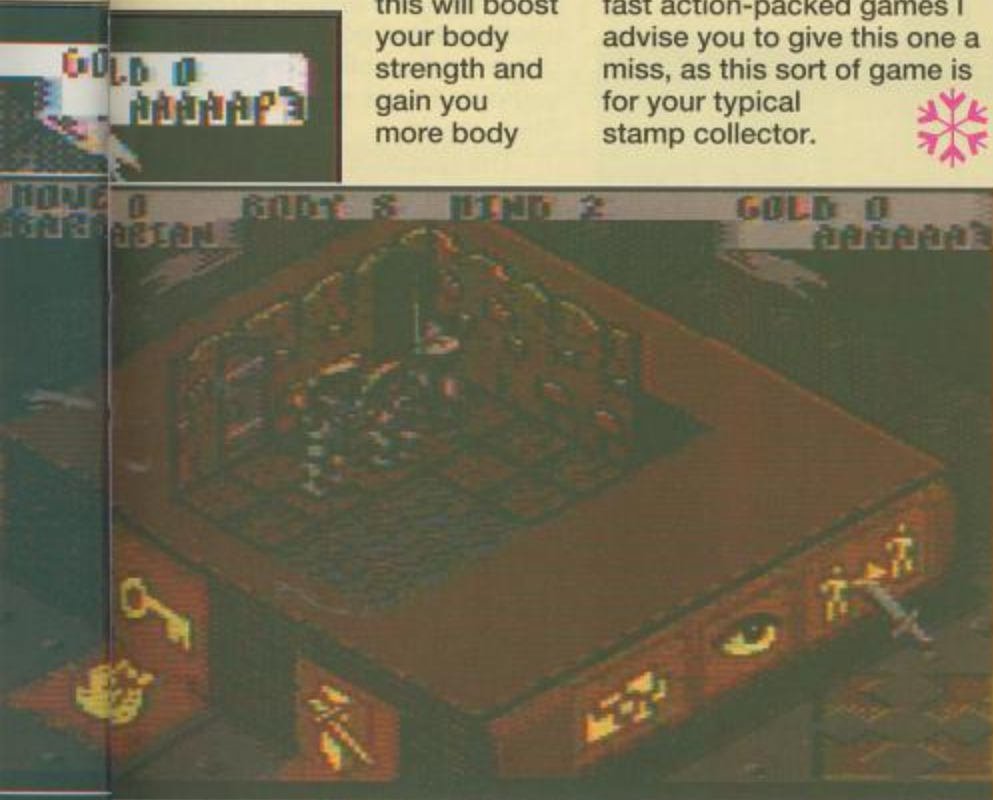 this will boost
your body
strength and
gain you
more body
fast action-packed games I
advise you to give this one a
miss, as this sort of game is
for your typical
stamp collector.
GOLD 0
MOVE 0
BODY 8 MIND 2
GOLD 0